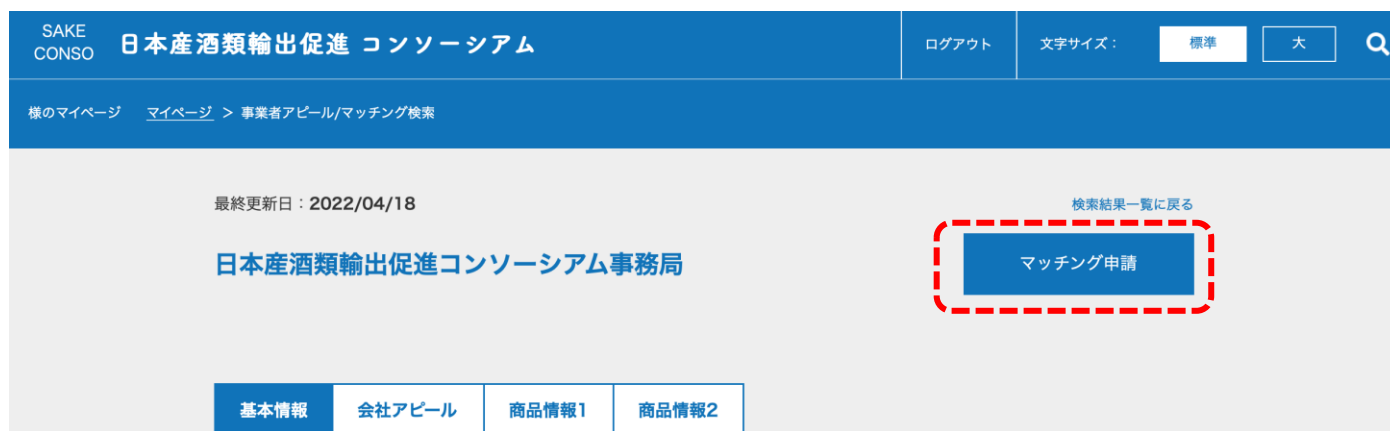 SAKE
CONSO
日本産酒類輸出促進 コンソーシアム
ログアウト
文字サイズ：
標準
大
様のマイページ マイページ > 事業者アピール/マッチング検索
最終更新日：2022/04/18
検索結果一覧に戻る
日本産酒類輸出促進コンソーシアム事務局
マッチング申請
基本情報
会社アピール
商品情報1
商品情報2